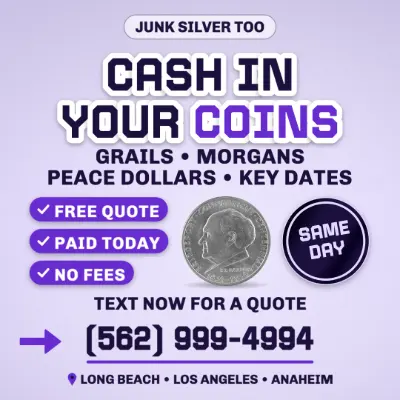 JUNK SILVER TOO
CASH IN
YOUR COINS
GRAILS • MORGANS
PEACE DOLLARS • KEY DATES
✓ FREE QUOTE
✓ PAID TODAY
✓ NO FEES
SAME
DAY
TEXT NOW FOR A QUOTE
(562) 999-4994
LONG BEACH • LOS ANGELES • ANAHEIM